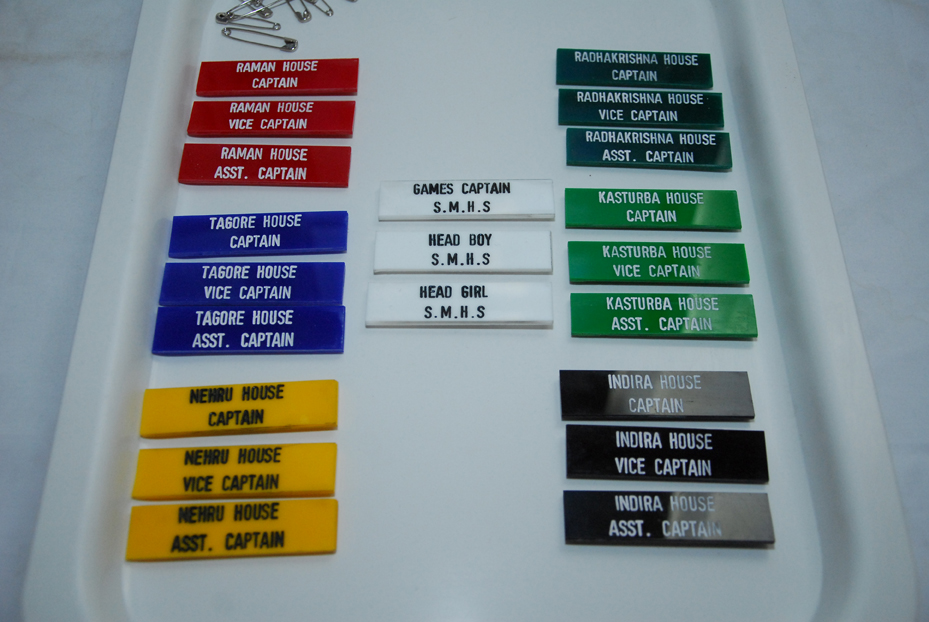 RAMAN HOUSE
CAPTAIN
RAMAN HOUSE
VICE CAPTAIN
RAMAN HOUSE
ASST. CAPTAIN
TAGORE HOUSE
CAPTAIN
TAGORE HOUSE
VICE CAPTAIN
TAGORE HOUSE
ASST. CAPTAIN
NEHRU HOUSE
CAPTAIN
NEHRU HOUSE
VICE CAPTAIN
NEHRU HOUSE
ASST. CAPTAIN
GAMES CAPTAIN
S.M.H.S
HEAD BOY
S.M.H.S
HEAD GIRL
S.M.H.S
RADHAKRISHNA HOUSE
CAPTAIN
RADHAKRISHNA HOUSE
VICE CAPTAIN
RADHAKRISHNA HOUSE
ASST. CAPTAIN
KASTURBA HOUSE
CAPTAIN
KASTURBA HOUSE
VICE CAPTAIN
KASTURBA HOUSE
ASST. CAPTAIN
INDIRA HOUSE
CAPTAIN
INDIRA HOUSE
VICE CAPTAIN
INDIRA HOUSE
ASST. CAPTAIN